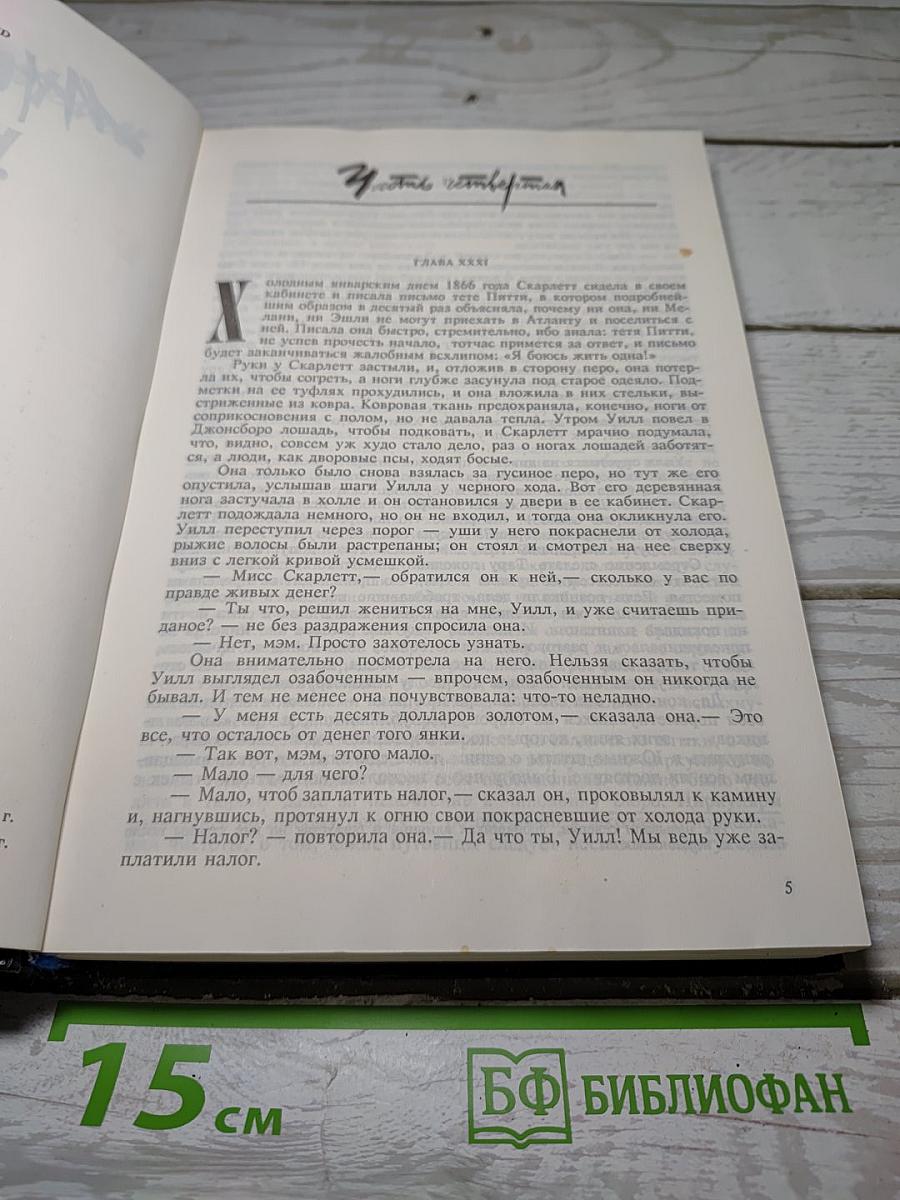 Часть четвертая
ГЛАВА XXXI
Холодным январским днем 1866 года Скарлетт сидела в своем
кабинете и писала письмо тете Питти, в котором подробней-
шим образом в десятый раз объясняла, почему ни она, ни Ме-
лани, ни Эшли не могут приехать в Атланту и поселиться с
ней. Писала она быстро, стремительно, ибо знала: тетя Питти,
не успев прочесть начало, тотчас примется за ответ, и письмо
будет заканчиваться жалобным всхлипом: «Я боюсь жить одна!»
Руки у Скарлетт застыли, и, отложив в сторону перо, она потер-
ла их, чтобы согреть, а ноги глубже засунула под старое одеяло. Под-
метки на ее туфлях прохудились, и она вложила в них стельки, вы-
стриженные из ковра. Ковровая ткань предохраняла, конечно, ноги от
соприкосновения с полом, но не давала тепла. Утром Уилл повел в
Джонсборо лошадь, чтобы подковать, и Скарлетт мрачно подумала,
что, видно, совсем уж худо стало дело, раз о ногах лошадей заботят-
ся, а люди, как дворовые псы, ходят босые.
Она только было снова взялась за гусиное перо, но тут же его
опустила, услышав шаги Уилла у черного хода. Вот его деревянная
нога застучала в холле и он остановился у двери в ее кабинет. Скар-
летт подождала немного, но он не входил, и тогда она окликнула его.
Уилл переступил через порог — уши у него покраснели от холода,
рыжие волосы были растрепаны; он стоял и смотрел на нее сверху
вниз с легкой кривой усмешкой.
— Мисс Скарлетт,— обратился он к ней,— сколько у вас по
правде живых денег?
— Ты что, решил жениться на мне, Уилл, и уже считаешь при-
даное? — не без раздражения спросила она.
— Нет, мэм. Просто захотелось узнать.
Она внимательно посмотрела на него. Нельзя сказать, чтобы
Уилл выглядел озабоченным — впрочем, озабоченным он никогда не
бывал. И тем не менее она почувствовала: что-то неладно.
— У меня есть десять долларов золотом,— сказала она.— Это
все, что осталось от денег того янки.
— Так вот, мэм, этого мало.
— Мало — для чего?
— Мало, чтоб заплатить налог,— сказал он, проковылял к камину
и, нагнувшись, протянул к огню свои покрасневшие от холода руки.
— Налог? — повторила она.— Да что ты, Уилл! Мы ведь уже за-
платили налог.
5
г.
г.
15 см
БФ БИБЛИОФАН